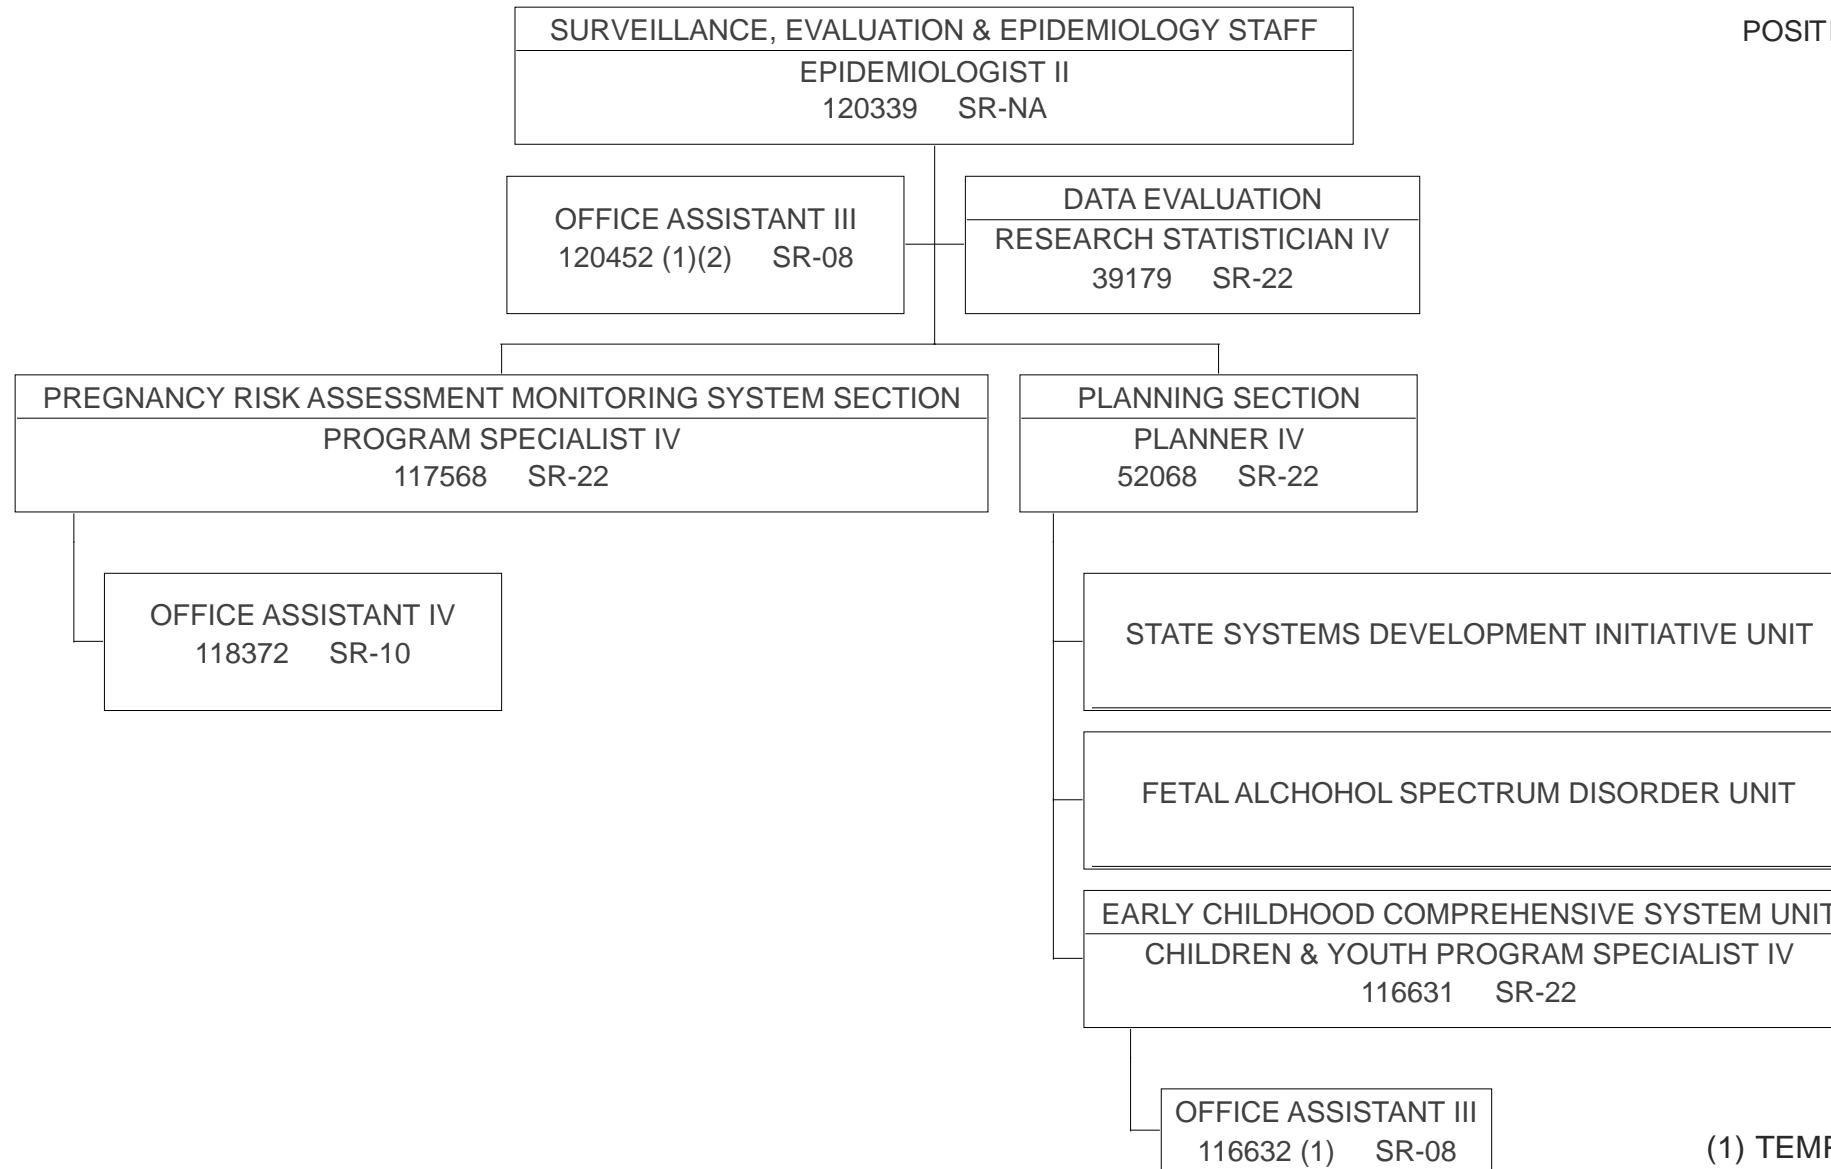 SURVEILLANCE, EVALUATION & EPIDEMIOLOGY STAFF
EPIDEMIOLOGIST II
120339 SR-NA
OFFICE ASSISTANT III
120452 (1)(2) SR-08
DATA EVALUATION
RESEARCH STATISTICIAN IV
39179 SR-22
PREGNANCY RISK ASSESSMENT MONITORING SYSTEM SECTION
PROGRAM SPECIALIST IV
117568 SR-22
PLANNING SECTION
PLANNER IV
52068 SR-22
OFFICE ASSISTANT IV
118372 SR-10
STATE SYSTEMS DEVELOPMENT INITIATIVE UNIT
FETAL ALCHOHOL SPECTRUM DISORDER UNIT
EARLY CHILDHOOD COMPREHENSIVE SYSTEM UNIT
CHILDREN & YOUTH PROGRAM SPECIALIST IV
116631 SR-22
OFFICE ASSISTANT III
116632 (1) SR-08
(1)